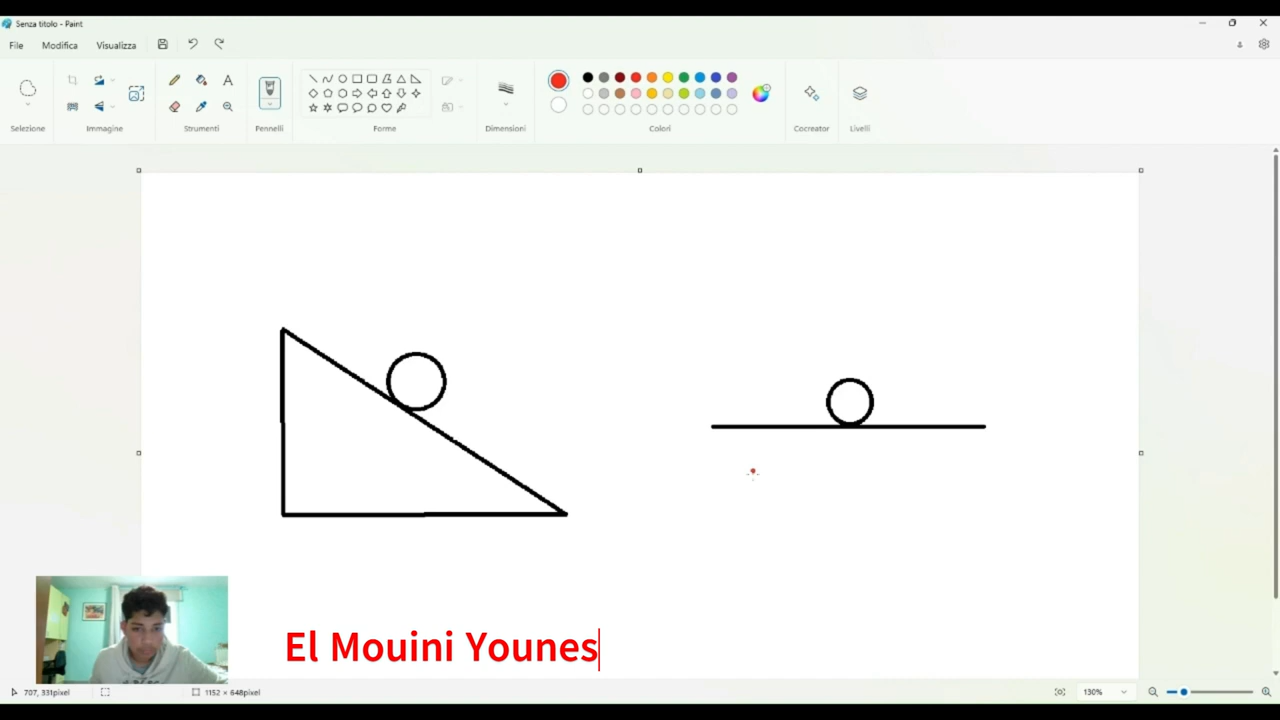 Senza titolo - Paint
File Modifica Visualizza
Selezione Immagine Strumenti Pennelli Forme Dimensioni Colori Cocreator Livelli
El Mouini Younes
707, 331pixel 1152 × 648pixel 130%